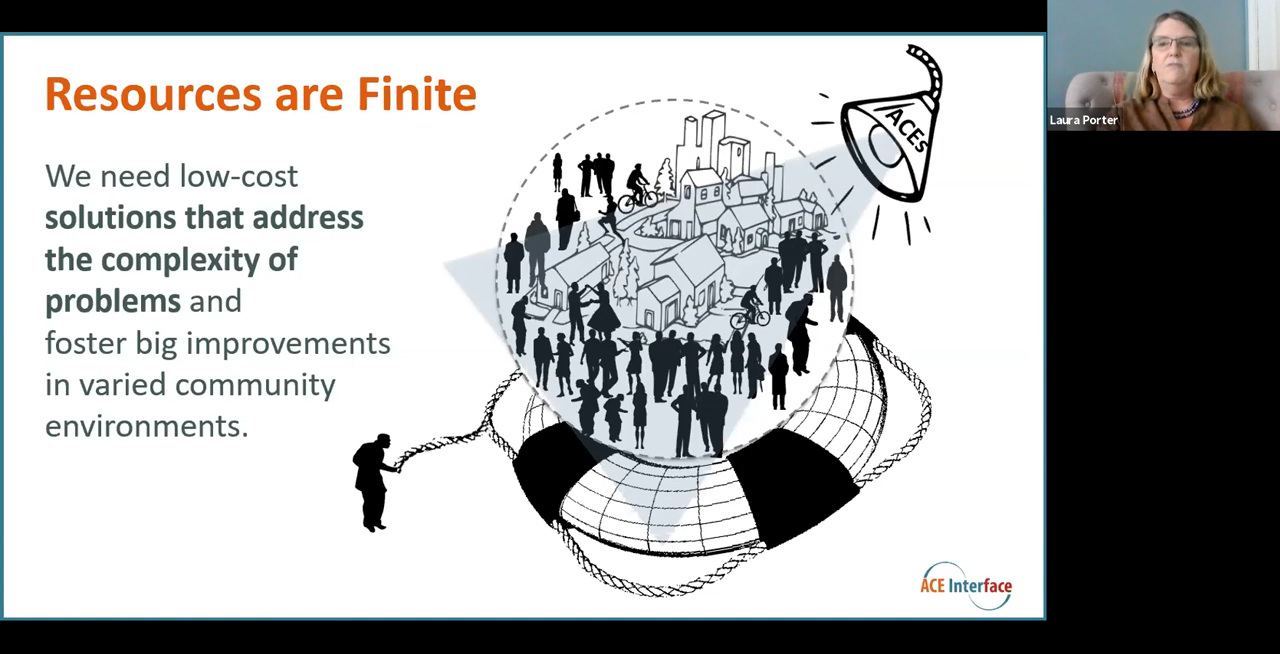 Resources are Finite
We need low-cost
solutions that address
the complexity of
problems and
foster big improvements
in varied community
environments.
ACEs
ACE Interface
Laura Porter